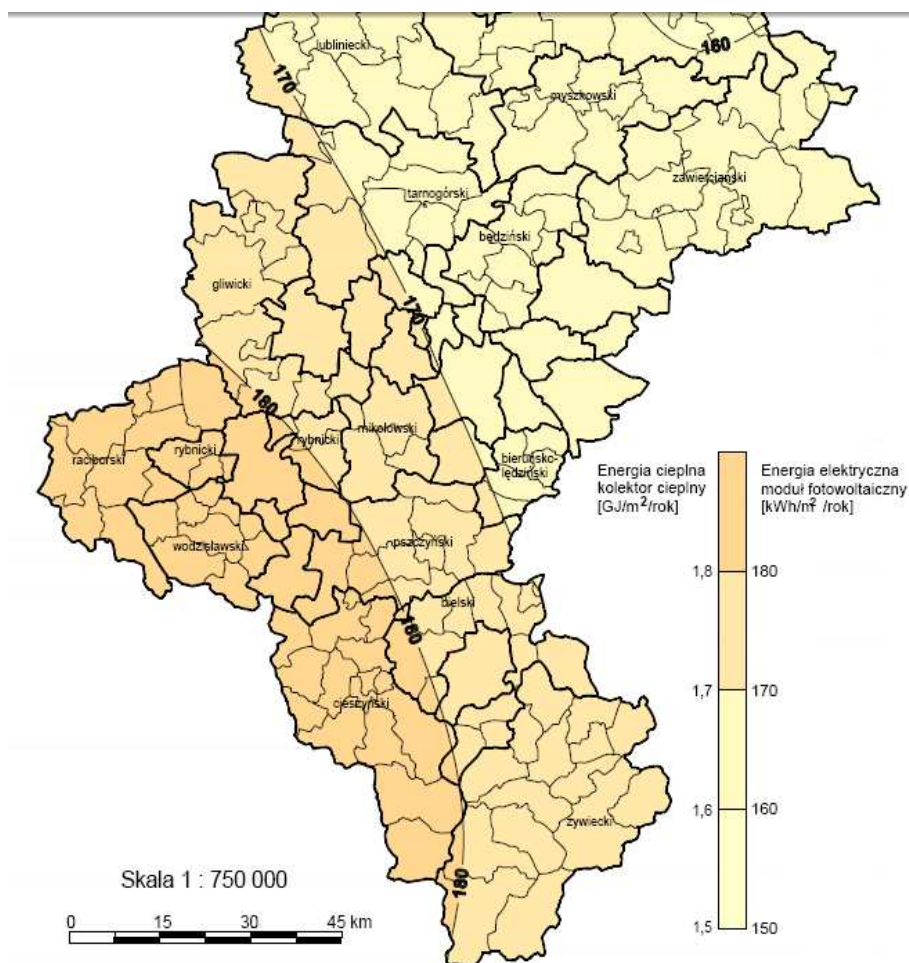 lubliniecki
160
170
myszkowski
zawierciański
tarnogórski
będziński
gliwicki
170
180
rybnicki
mikołowski
raciborski
rybnicki
bieruńsko-
lędziński
wodzisławski
pszczyński
bielski
180
cieszyński
żywiecki
180
Energia cieplna
kolektor cieplny
[GJ/m²/rok]
Energia elektryczna
moduł fotowoltaiczny
[kWh/m² /rok]
1,8 180
1,7 170
1,6 160
1,5 150
Skala 1 : 750 000
0 15 30 45 km